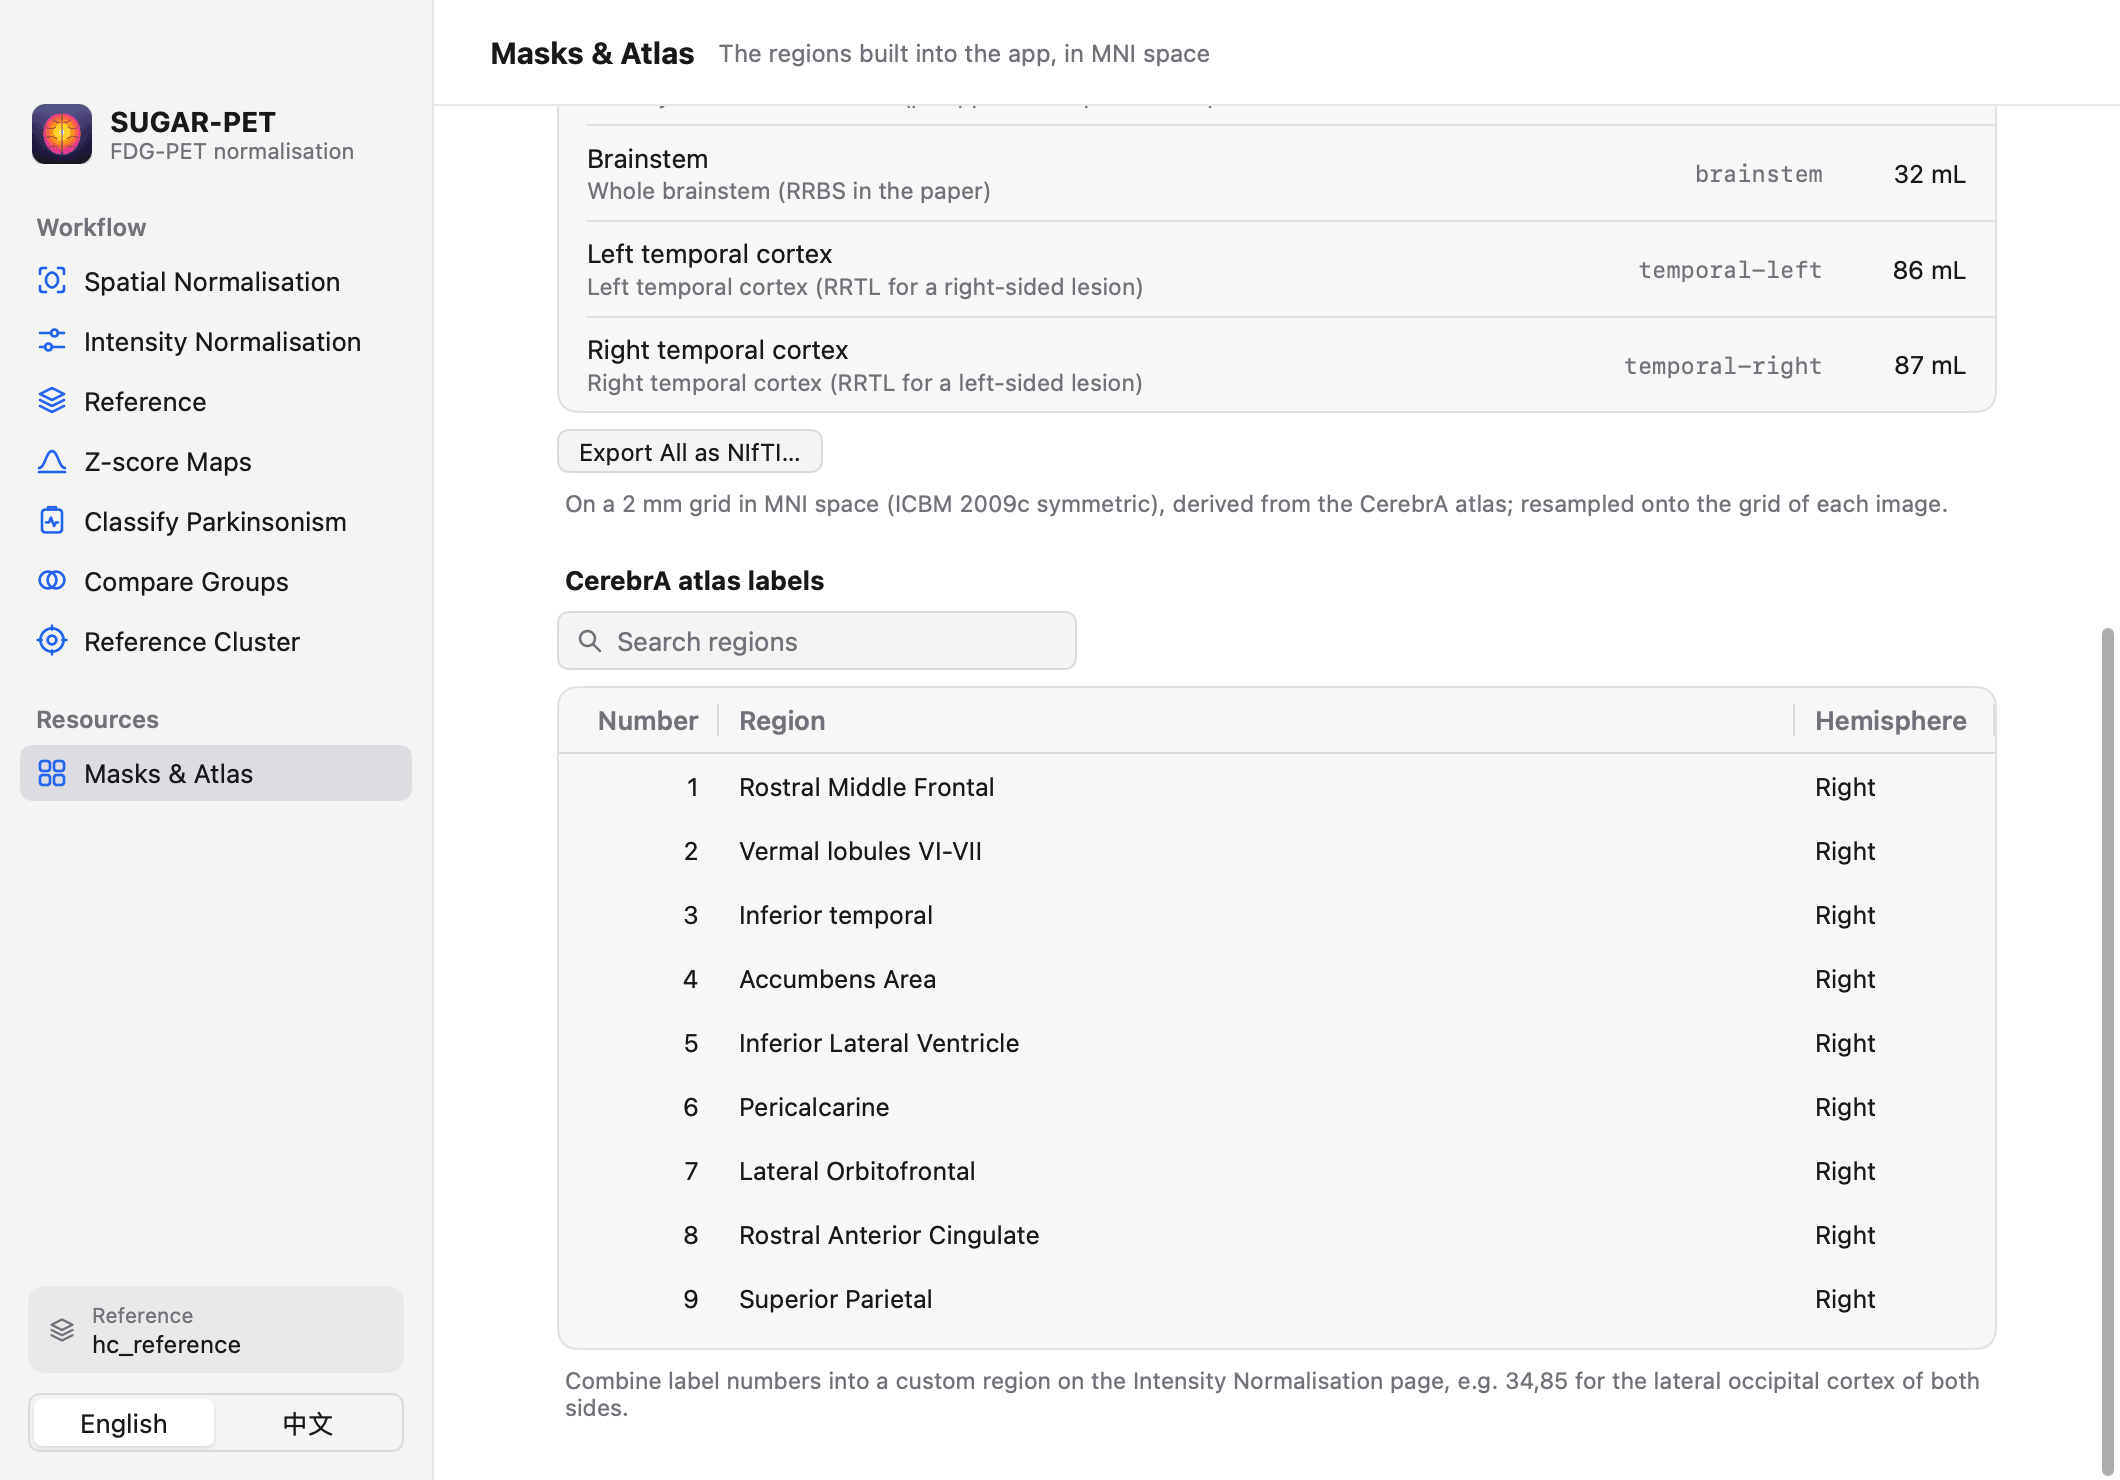 Masks & Atlas The regions built into the app, in MNI space
SUGAR-PET
FDG-PET normalisation
Workflow
Spatial Normalisation
Intensity Normalisation
Reference
Z-score Maps
Classify Parkinsonism
Compare Groups
Reference Cluster
Resources
Masks & Atlas
Reference
hc_reference
English 中文
Brainstem
Whole brainstem (RRBS in the paper)
brainstem 32 mL
Left temporal cortex
Left temporal cortex (RRTL for a right-sided lesion)
temporal-left 86 mL
Right temporal cortex
Right temporal cortex (RRTL for a left-sided lesion)
temporal-right 87 mL
Export All as NIfTI...
On a 2 mm grid in MNI space (ICBM 2009c symmetric), derived from the CerebrA atlas; resampled onto the grid of each image.
CerebrA atlas labels
Search regions
Number Region Hemisphere
1 Rostral Middle Frontal Right
2 Vermal lobules VI-VII Right
3 Inferior temporal Right
4 Accumbens Area Right
5 Inferior Lateral Ventricle Right
6 Pericalcarine Right
7 Lateral Orbitofrontal Right
8 Rostral Anterior Cingulate Right
9 Superior Parietal Right
Combine label numbers into a custom region on the Intensity Normalisation page, e.g. 34,85 for the lateral occipital cortex of both
sides.